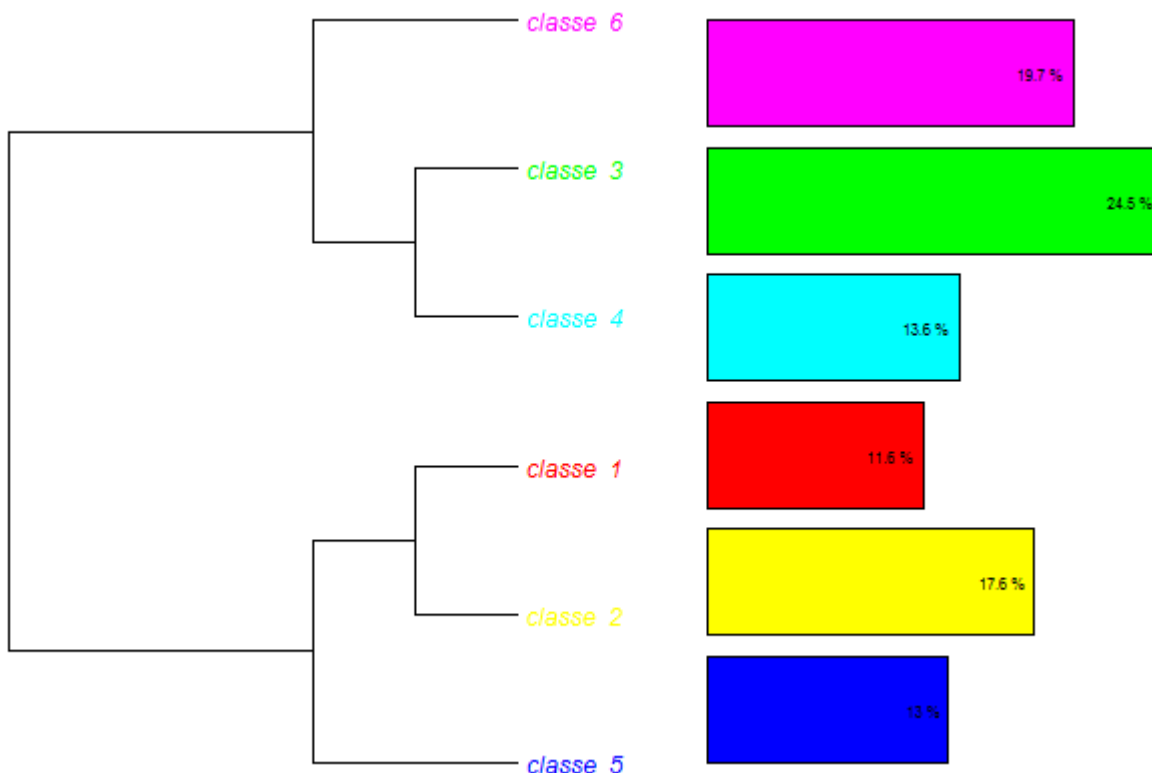 classe 6
19.7 %
classe 3
24.5 %
classe 4
13.6 %
classe 1
11.6 %
classe 2
17.6 %
classe 5
13 %